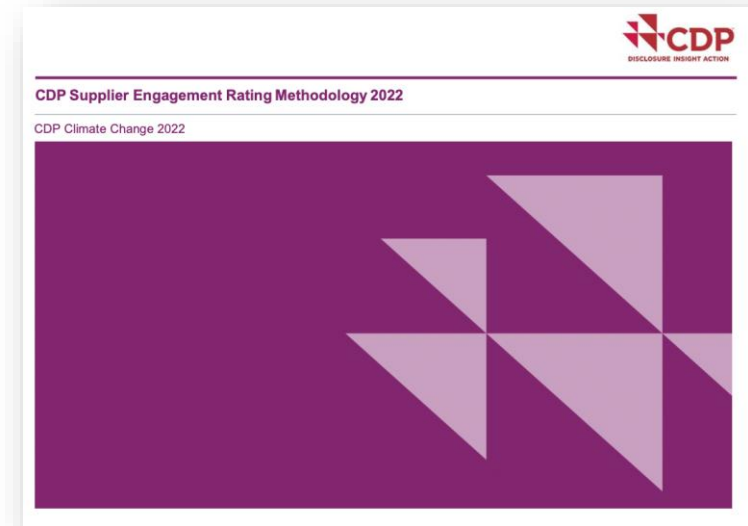 CDP
DISCLOSURE INSIGHT ACTION
CDP Supplier Engagement Rating Methodology 2022
CDP Climate Change 2022